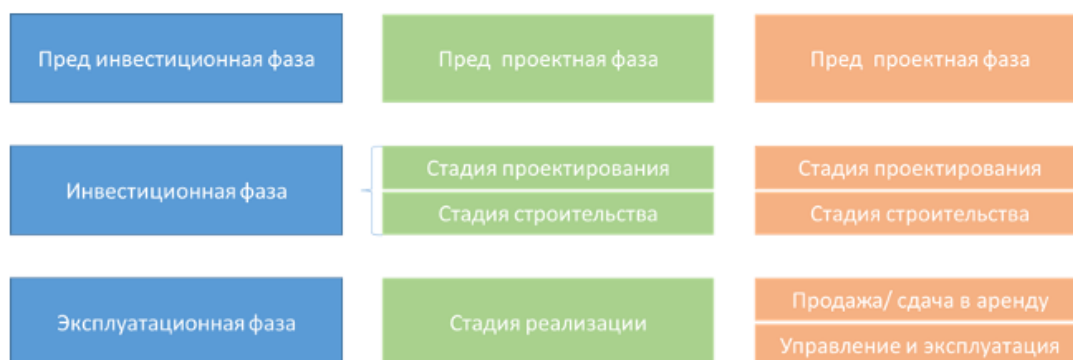 Пред инвестиционная фаза
Пред проектная фаза
Пред проектная фаза
Инвестиционная фаза
Стадия проектирования
Стадия строительства
Стадия проектирования
Стадия строительства
Эксплуатационная фаза
Стадия реализации
Продажа/ сдача в аренду
Управление и эксплуатация